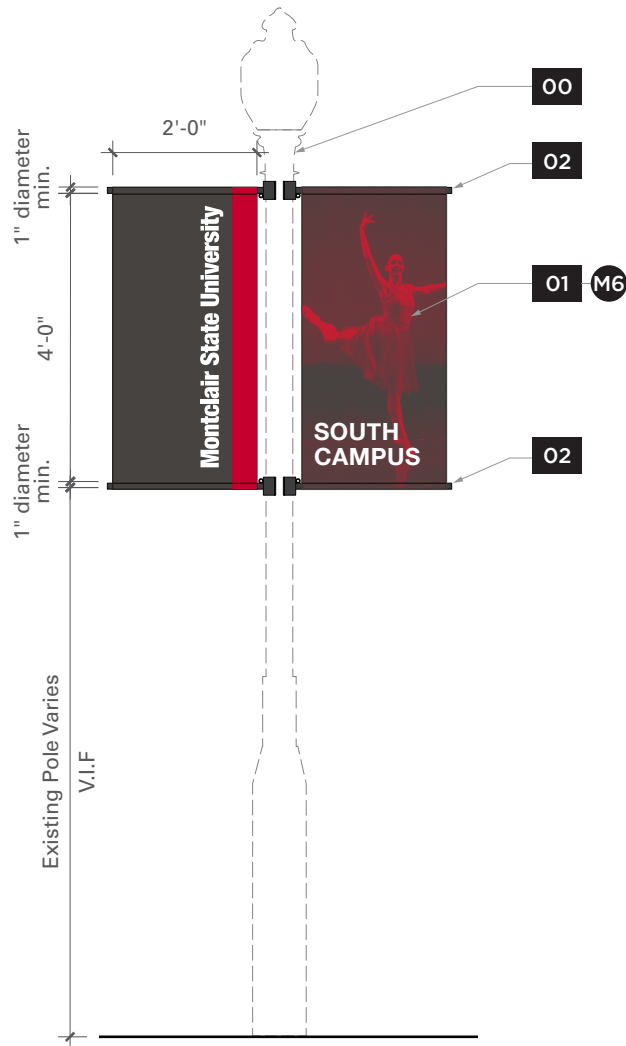 00
2'-0"
02
1" diameter
min.
Montclair State University
01 M6
4'-0"
SOUTH
CAMPUS
02
1" diameter
min.
Existing Pole Varies
V.I.F